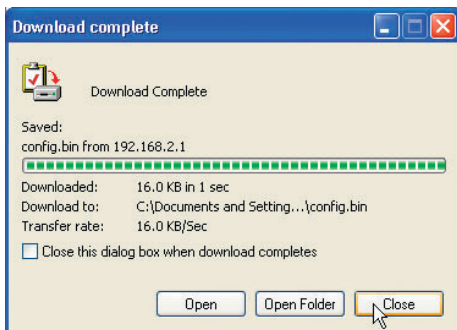 Download complete
Download Complete
Saved:
config.bin from 192.168.2.1
Downloaded: 16.0 KB in 1 sec
Download to: C:\Documents and Setting...\config.bin
Transfer rate: 16.0 KB/Sec
Close this dialog box when download completes
Open Open Folder Close